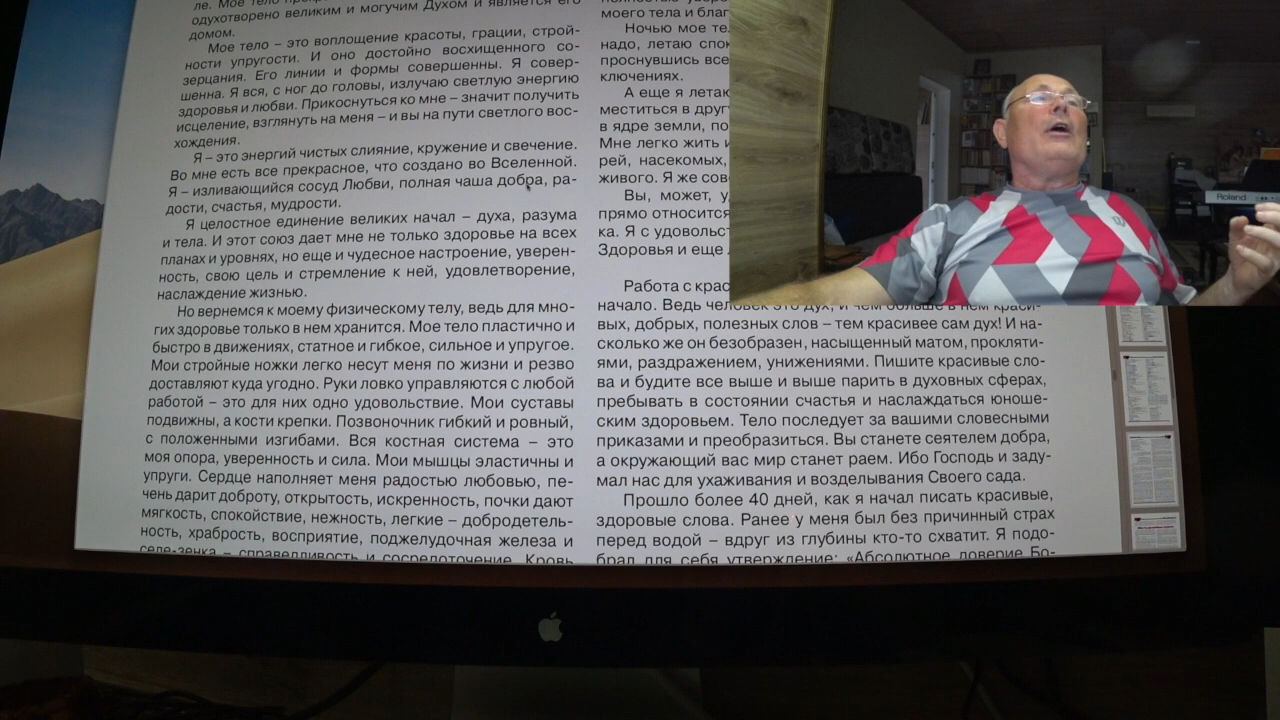 ле. Мое тело
одухотворено великим и могучим Духом и является его
домом.
Мое тело – это воплощение красоты, грации, строй-
ности упругости. И оно достойно восхищенного со-
зерцания. Его линии и формы совершенны. Я совер-
шенна. Я вся, с ног до головы, излучаю светлую энергию
здоровья и любви. Прикоснуться ко мне – значит получить
исцеление, взглянуть на меня – и вы на пути светлого вос-
хождения.
Я – это энергий чистых слияние, кружение и свечение.
Во мне есть все прекрасное, что создано во Вселенной.
Я – изливающийся сосуд Любви, полная чаша добра, ра-
дости, счастья, мудрости.
Я целостное единение великих начал – духа, разума
и тела. И этот союз дает мне не только здоровье на всех
планах и уровнях, но еще и чудесное настроение, уверен-
ность, свою цель и стремление к ней, удовлетворение,
наслаждение жизнью.
Но вернемся к моему физическому телу, ведь для мно-
гих здоровье только в нем хранится. Мое тело пластично и
быстро в движениях, статное и гибкое, сильное и упругое.
Мои стройные ножки легко несут меня по жизни и резво
доставляют куда угодно. Руки ловко управляются с любой
работой – это для них одно удовольствие. Мои суставы
подвижны, а кости крепки. Позвоночник гибкий и ровный,
с положенными изгибами. Вся костная система – это
моя опора, уверенность и сила. Мои мышцы эластичны и
упруги. Сердце наполняет меня радостью любовью, пе-
чень дарит доброту, открытость, искренность, почки дают
мягкость, спокойствие, нежность, легкие – добродетель-
ность, храбрость, восприятие, поджелудочная железа и
селезенка – справедливость и сосредоточение. Кровь
моего тела и благ
Ночью мое те
надо, летаю спок
проснувшись все
ключениях.
А еще я летаю
меститься в друг
в ядре земли, по
Мне легко жить и
рей, насекомых,
живого. Я же сов
Вы, может, у
прямо относится
ка. Я с удовольст
Здоровья и еще
Работа с крас
начало. Ведь человек это дух, и чем больше в нем краси-
вых, добрых, полезных слов – тем красивее сам дух! И на-
сколько же он безобразен, насыщенный матом, прокляти-
ями, раздражением, унижениями. Пишите красивые сло-
ва и будите все выше и выше парить в духовных сферах,
пребывать в состоянии счастья и наслаждаться юноше-
ским здоровьем. Тело последует за вашими словесными
приказами и преобразиться. Вы станете сеятелем добра,
а окружающий вас мир станет раем. Ибо Господь и заду-
мал нас для ухаживания и возделывания Своего сада.
Прошло более 40 дней, как я начал писать красивые,
здоровые слова. Ранее у меня был без причинный страх
перед водой – вдруг из глубины кто-то схватит. Я подо-
брал для себя утверждение: «Абсолютное доверие Бо-
Roland